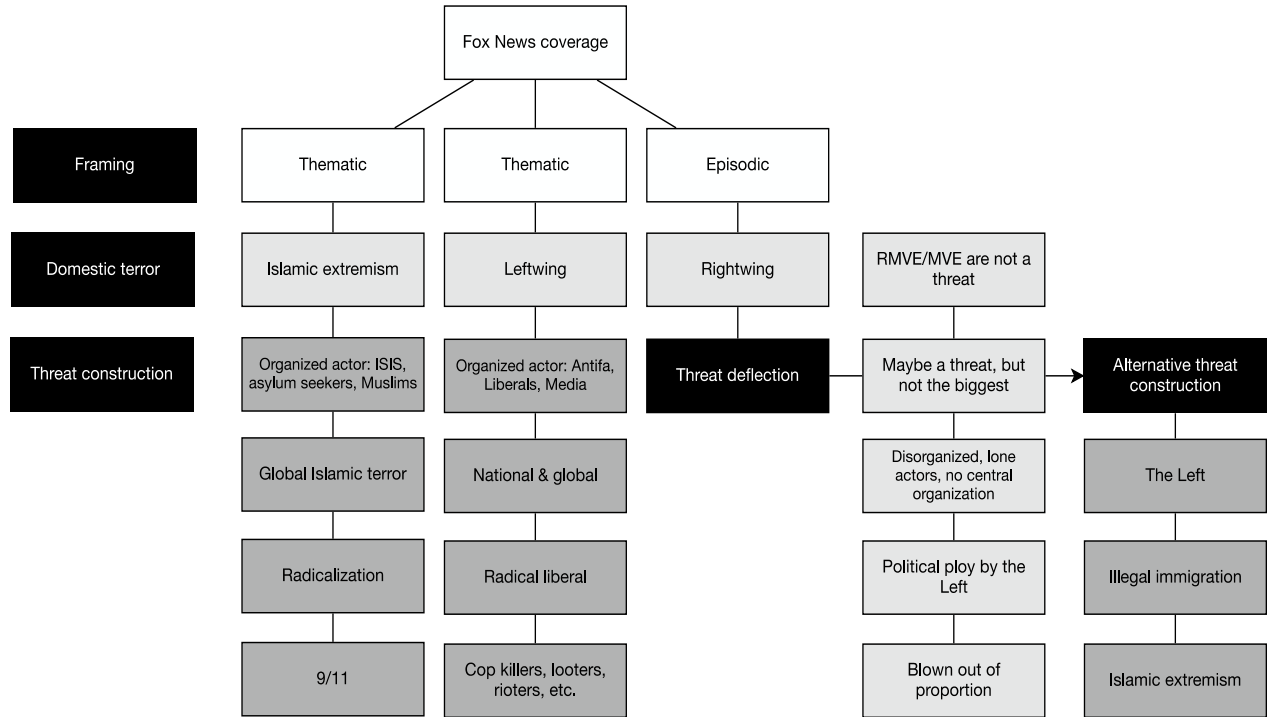 Fox News coverage
Framing
Thematic
Thematic
Episodic
Domestic terror
Islamic extremism
Leftwing
Rightwing
RMVE/MVE are not a
threat
Threat construction
Organized actor: ISIS,
asylum seekers, Muslims
Organized actor: Antifa,
Liberals, Media
Threat deflection
Maybe a threat, but
not the biggest
Alternative threat
construction
Global Islamic terror
National & global
Disorganized, lone
actors, no central
organization
The Left
Radicalization
Radical liberal
Political ploy by the
Left
Illegal immigration
9/11
Cop killers, looters,
rioters, etc.
Blown out of
proportion
Islamic extremism